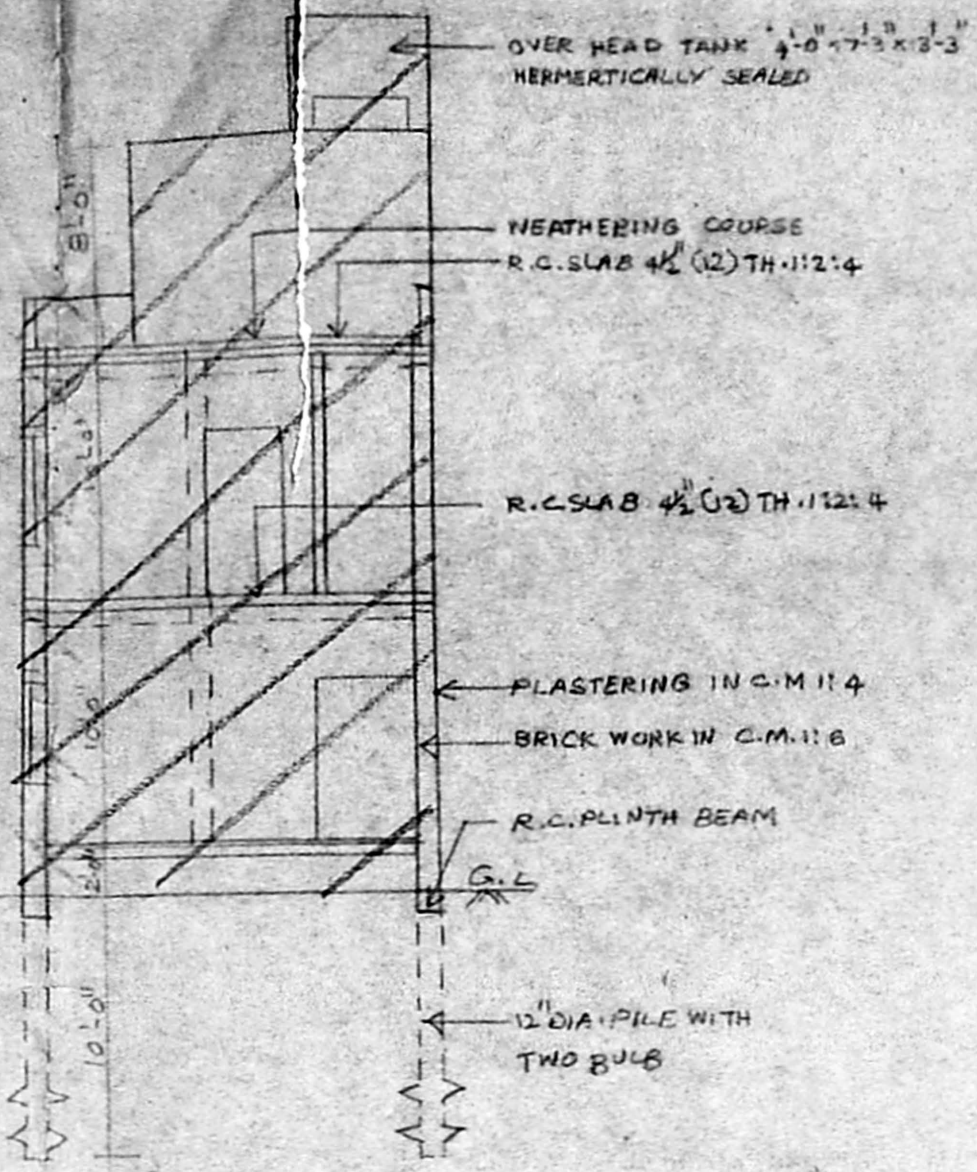 OVER HEAD TANK 4'-0"×7'-3"×3'-3"
HERMERTICALLY SEALED
8'-0"
WEATHERING COURSE
R.C.SLAB 4½" (12) TH.1:2:4
R.C.SLAB 4½" (12) TH.1:2:4
PLASTERING IN C.M 1:4
10'-0"
BRICK WORK IN C.M.1:6
R.C.PLINTH BEAM
G.L
12" DIA.PILE WITH
TWO BULB
10'-0"